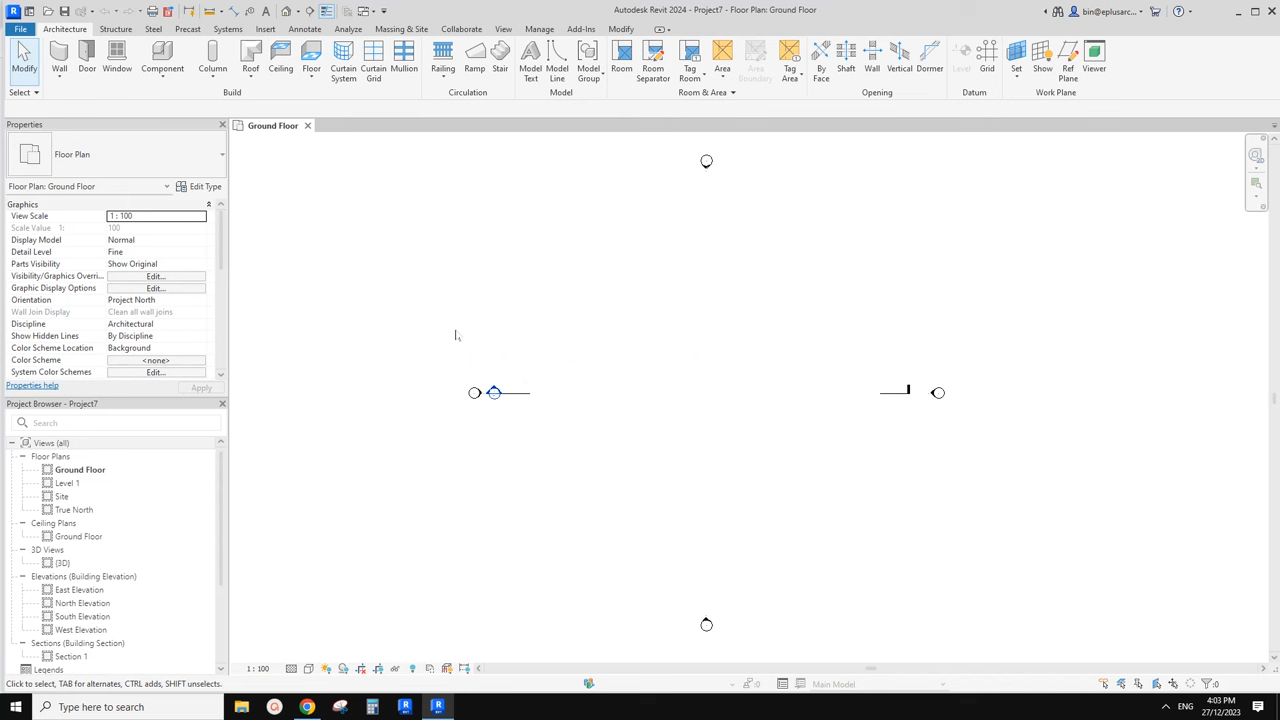 Autodesk Revit 2024 - Project7 - Floor Plan: Ground Floor
bin@eplusarc...
File Architecture Structure Steel Precast Systems Insert Annotate Analyze Massing & Site Collaborate View Manage Add-Ins Modify
Modify Wall Door Window Component Column Roof Ceiling Floor Curtain System Curtain Grid Mullion Railing Ramp Stair Model Text Model Line Model Group Room Room Separator Tag Room Area Area Boundary Tag Area By Face Shaft Wall Vertical Dormer Level Grid Set Show Ref Plane Viewer
Select Build Circulation Model Room & Area Opening Datum Work Plane
Properties
Ground Floor
Floor Plan
Floor Plan: Ground Floor Edit Type
Graphics
View Scale 1 : 100
Scale Value 1: 100
Display Model Normal
Detail Level Fine
Parts Visibility Show Original
Visibility/Graphics Overri... Edit...
Graphic Display Options Edit...
Orientation Project North
Wall Join Display Clean all wall joins
Discipline Architectural
Show Hidden Lines By Discipline
Color Scheme Location Background
Color Scheme <none>
System Color Schemes Edit...
Properties help Apply
Project Browser - Project7
Search
Views (all)
Floor Plans
Ground Floor
Level 1
Site
True North
Ceiling Plans
Ground Floor
3D Views
{3D}
Elevations (Building Elevation)
East Elevation
North Elevation
South Elevation
West Elevation
Sections (Building Section)
Section 1
Legends
1 : 100
Click to select, TAB for alternates, CTRL adds, SHIFT unselects.
:0
Main Model
:0
Type here to search
ENG
4:03 PM
27/12/2023